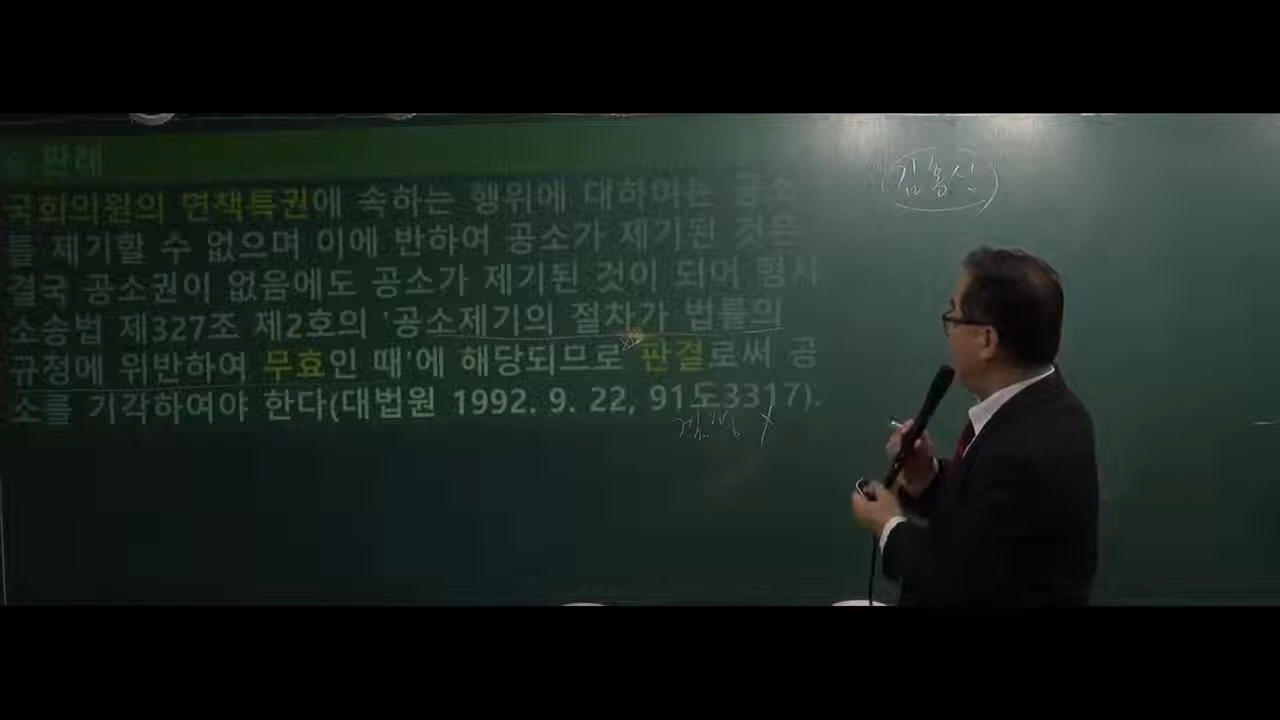 판례
김홍신
국회의원의 면책특권에 속하는 행위에 대하여는 공소
를 제기할 수 없으며 이에 반하여 공소가 제기된 것은
결국 공소권이 없음에도 공소가 제기된 것이 되어 형사
소송법 제327조 제2호의 '공소제기의 절차가 법률의
규정에 위반하여 무효인 때'에 해당되므로 판결로써 공
소를 기각하여야 한다(대법원 1992. 9. 22, 91도3317).